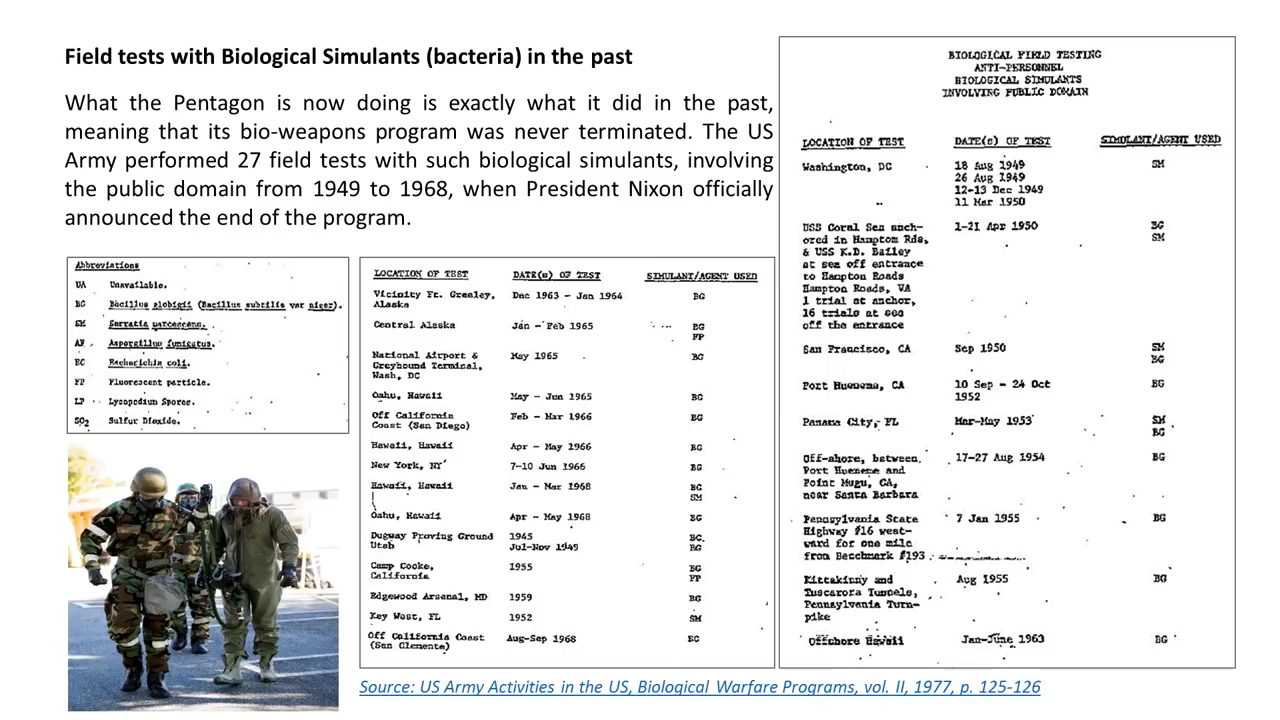 Field tests with Biological Simulants (bacteria) in the past
What the Pentagon is now doing is exactly what it did in the past,
meaning that its bio-weapons program was never terminated. The US
Army performed 27 field tests with such biological simulants, involving
the public domain from 1949 to 1968, when President Nixon officially
announced the end of the program.
Abbreviations
UA Unavailable.
BG Bacillus globigii (Bacillus subtilis var niger).
SM Serratia marcescens.
AF Aspergillus fumigatus.
EC Escherichia coli.
FP Fluorescent particle.
LP Lycopodium Spores.
SO2 Sulfur Dioxide.
LOCATION OF TEST DATE(s) OF TEST SIMULANT/AGENT USED
Vicinity Ft. Greeley, Dec 1963 - Jan 1964 BG
Alaska
Central Alaska Jan - Feb 1965 BG
FP
National Airport & May 1965 BG
Greyhound Terminal,
Wash, DC
Oahu, Hawaii May - Jun 1965 BG
Off California Feb - Mar 1966 BG
Coast (San Diego)
Hawaii, Hawaii Apr - May 1966 BG
New York, NY 7-10 Jun 1966 BG
Hawaii, Hawaii Jan - Mar 1968 BG
SM
Oahu, Hawaii Apr - May 1968 BG
Dugway Proving Ground 1945 BG
Utah Jul-Nov 1949 BG
Camp Cooke, 1955 BG
California FP
Edgewood Arsenal, MD 1959 BG
Key West, FL 1952 SM
Off California Coast Aug-Sep 1968
(San Clemente)
BIOLOGICAL FIELD TESTING
ANTI-PERSONNEL
BIOLOGICAL SIMULANTS
INVOLVING PUBLIC DOMAIN
LOCATION OF TEST DATE(s) OF TEST SIMULANT/AGENT USED
Washington, DC 18 Aug 1949 SM
26 Aug 1949
12-13 Dec 1949
11 Mar 1950
USS Coral Sea anch- 1-21 Apr 1950 BG
ored in Hampton Rds, SM
& USS K.D. Bailey
at sea off entrance
to Hampton Roads
Hampton Roads, VA
1 trial at anchor,
16 trials at sea
off the entrance
San Francisco, CA Sep 1950 SM
BG
Port Hueneme, CA 10 Sep - 24 Oct BG
1952
Panama City, FL Mar-May 1953 SM
BG
Off-shore, between 17-27 Aug 1954 BG
Port Hueneme and
Point Mugu, CA,
near Santa Barbara
Pennsylvania State 7 Jan 1955 BG
Highway #16 west-
ward for one mile
from Benchmark #193
Kittakinny and Aug 1955 BG
Tuscarora Tunnels,
Pennsylvania Turn-
pike
Offshore Hawaii Jan-June 1963 BG
Source: US Army Activities in the US, Biological Warfare Programs, vol. II, 1977, p. 125-126